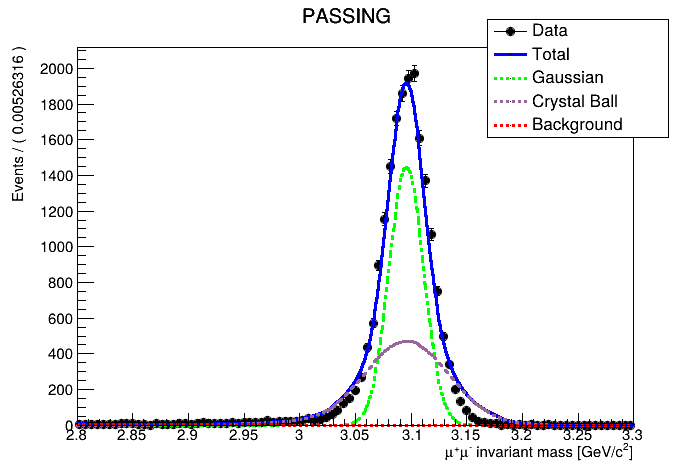 PASSING
Data
Total
Gaussian
Crystal Ball
Background
Events / ( 0.00526316 )
2000
1800
1600
1400
1200
1000
800
600
400
200
0
2.8 2.85 2.9 2.95 3 3.05 3.1 3.15 3.2 3.25 3.3
μ⁺μ⁻ invariant mass [GeV/c²]